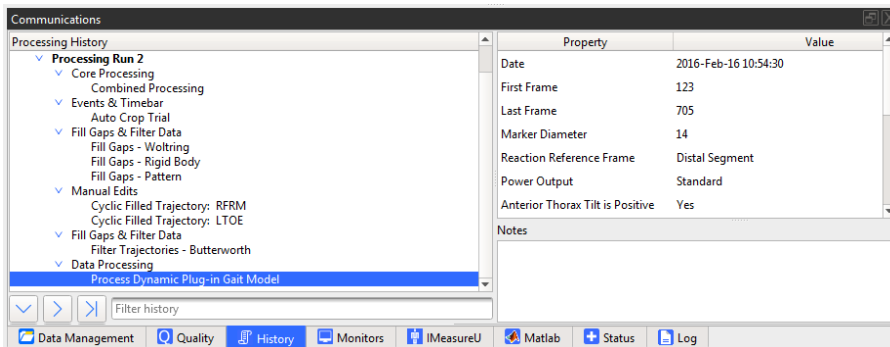 Communications
Processing History
Processing Run 2
Core Processing
Combined Processing
Events & Timebar
Auto Crop Trial
Fill Gaps & Filter Data
Fill Gaps - Woltring
Fill Gaps - Rigid Body
Fill Gaps - Pattern
Manual Edits
Cyclic Filled Trajectory: RFRM
Cyclic Filled Trajectory: LTOE
Fill Gaps & Filter Data
Filter Trajectories - Butterworth
Data Processing
Process Dynamic Plug-in Gait Model
Filter history
Property Value
Date 2016-Feb-16 10:54:30
First Frame 123
Last Frame 705
Marker Diameter 14
Reaction Reference Frame Distal Segment
Power Output Standard
Anterior Thorax Tilt is Positive Yes
Notes
Data Management Quality History Monitors IMeasureU Matlab Status Log